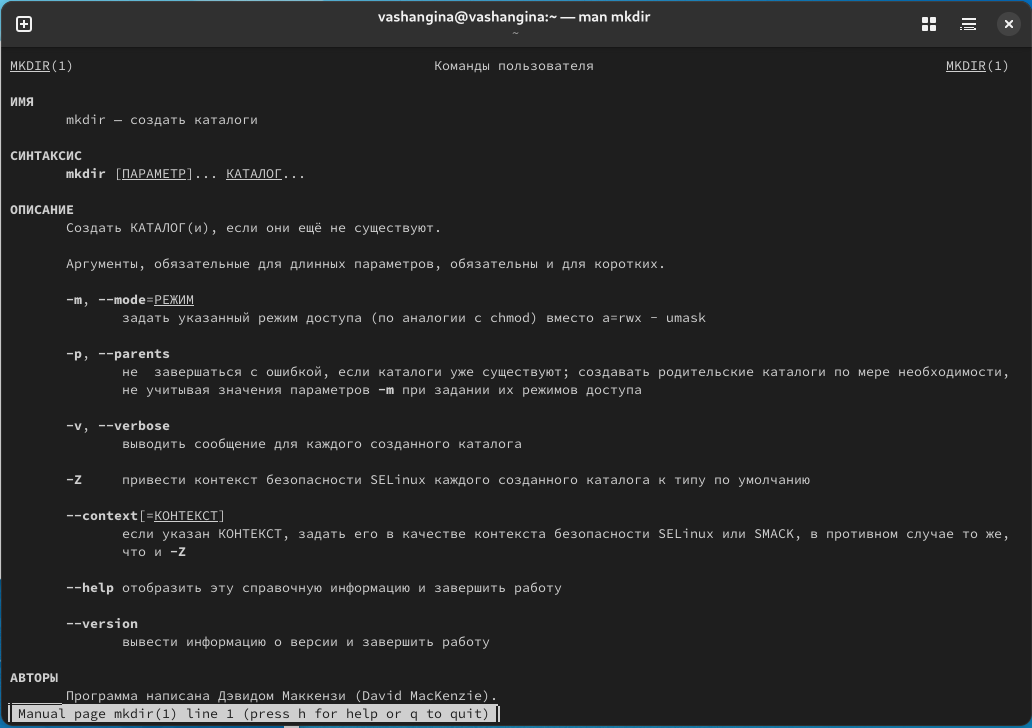 vashangina@vashangina:~ — man mkdir
~
MKDIR(1) Команды пользователя MKDIR(1)
ИМЯ
mkdir — создать каталоги
СИНТАКСИС
mkdir [ПАРАМЕТР]... КАТАЛОГ...
ОПИСАНИЕ
Создать КАТАЛОГ(и), если они ещё не существуют.
Аргументы, обязательные для длинных параметров, обязательны и для коротких.
-m, --mode=РЕЖИМ
задать указанный режим доступа (по аналогии с chmod) вместо a=rwx - umask
-p, --parents
не завершаться с ошибкой, если каталоги уже существуют; создавать родительские каталоги по мере необходимости,
не учитывая значения параметров -m при задании их режимов доступа
-v, --verbose
выводить сообщение для каждого созданного каталога
-Z привести контекст безопасности SELinux каждого созданного каталога к типу по умолчанию
--context[=КОНТЕКСТ]
если указан КОНТЕКСТ, задать его в качестве контекста безопасности SELinux или SMACK, в противном случае то же,
что и -Z
--help отобразить эту справочную информацию и завершить работу
--version
вывести информацию о версии и завершить работу
АВТОРЫ
Программа написана Дэвидом Маккензи (David MacKenzie).
Manual page mkdir(1) line 1 (press h for help or q to quit)